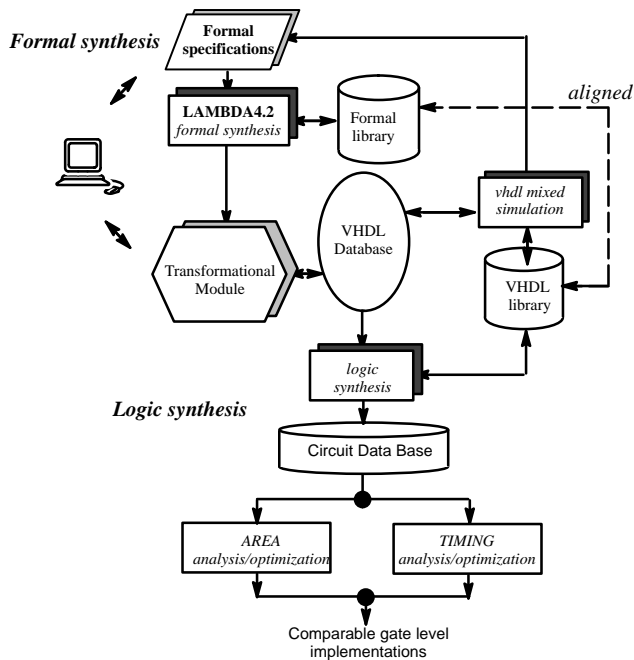 Formal synthesis
Formal
specifications
aligned
LAMBDA4.2
formal synthesis
Formal
library
vhdl mixed
simulation
VHDL
Database
Transformational
Module
VHDL
library
logic
synthesis
Logic synthesis
Circuit Data Base
AREA
analysis/optimization
TIMING
analysis/optimization
Comparable gate level
implementations